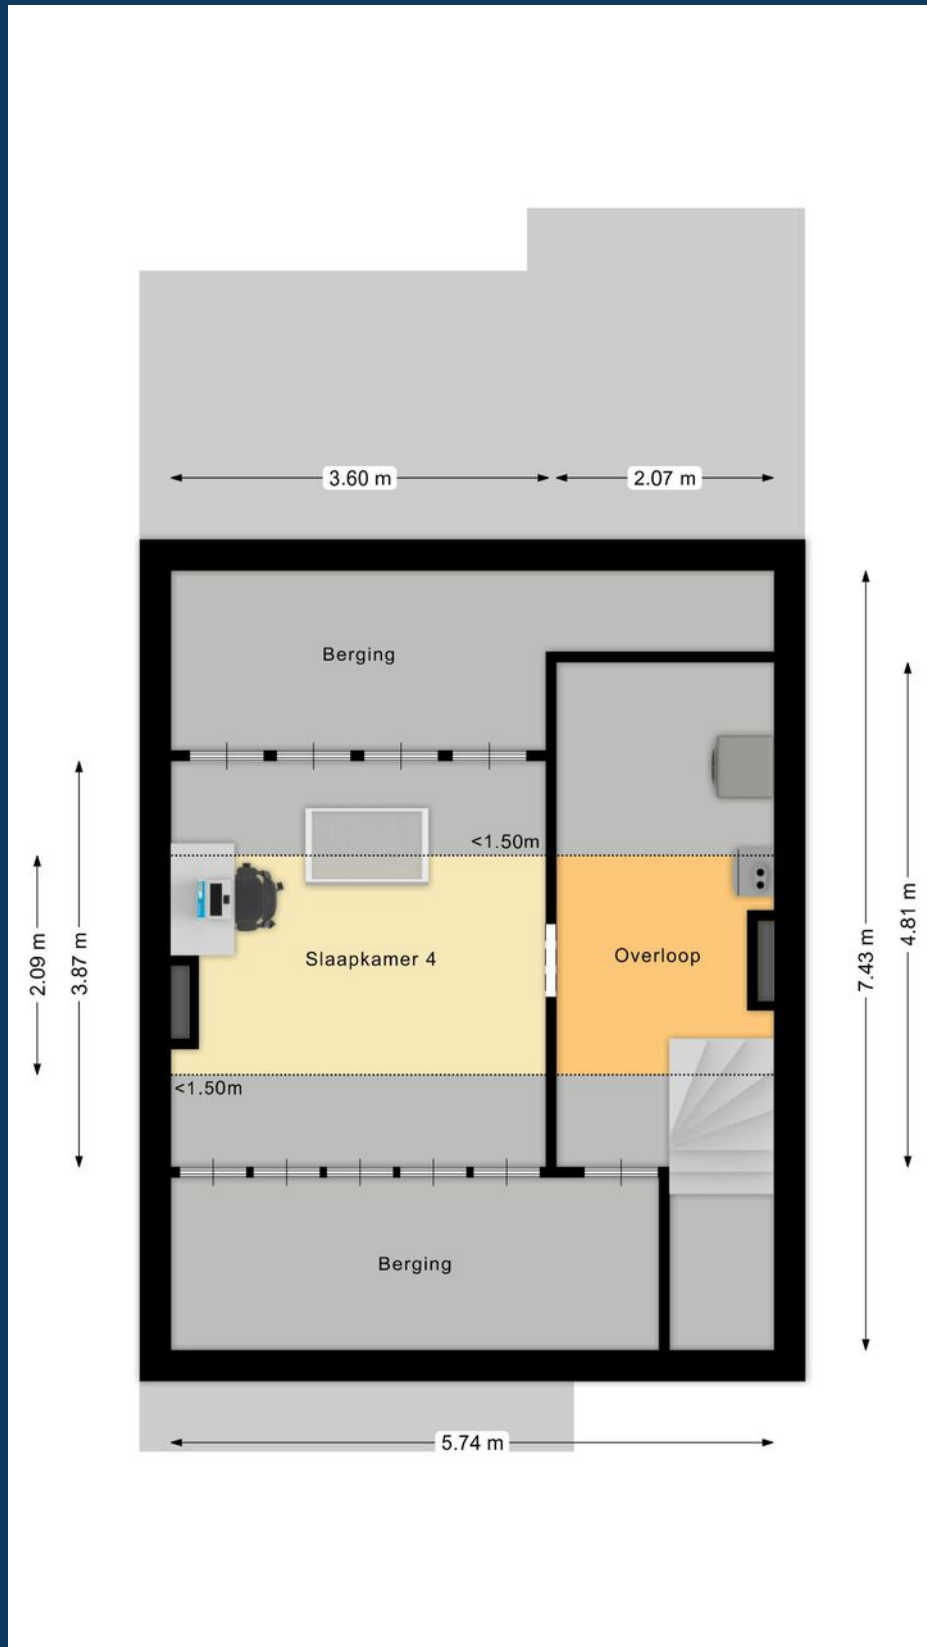 3.60 m
2.07 m
Berging
<1.50m
2.09 m
3.87 m
Slaapkamer 4
Overloop
7.43 m
4.81 m
<1.50m
Berging
5.74 m